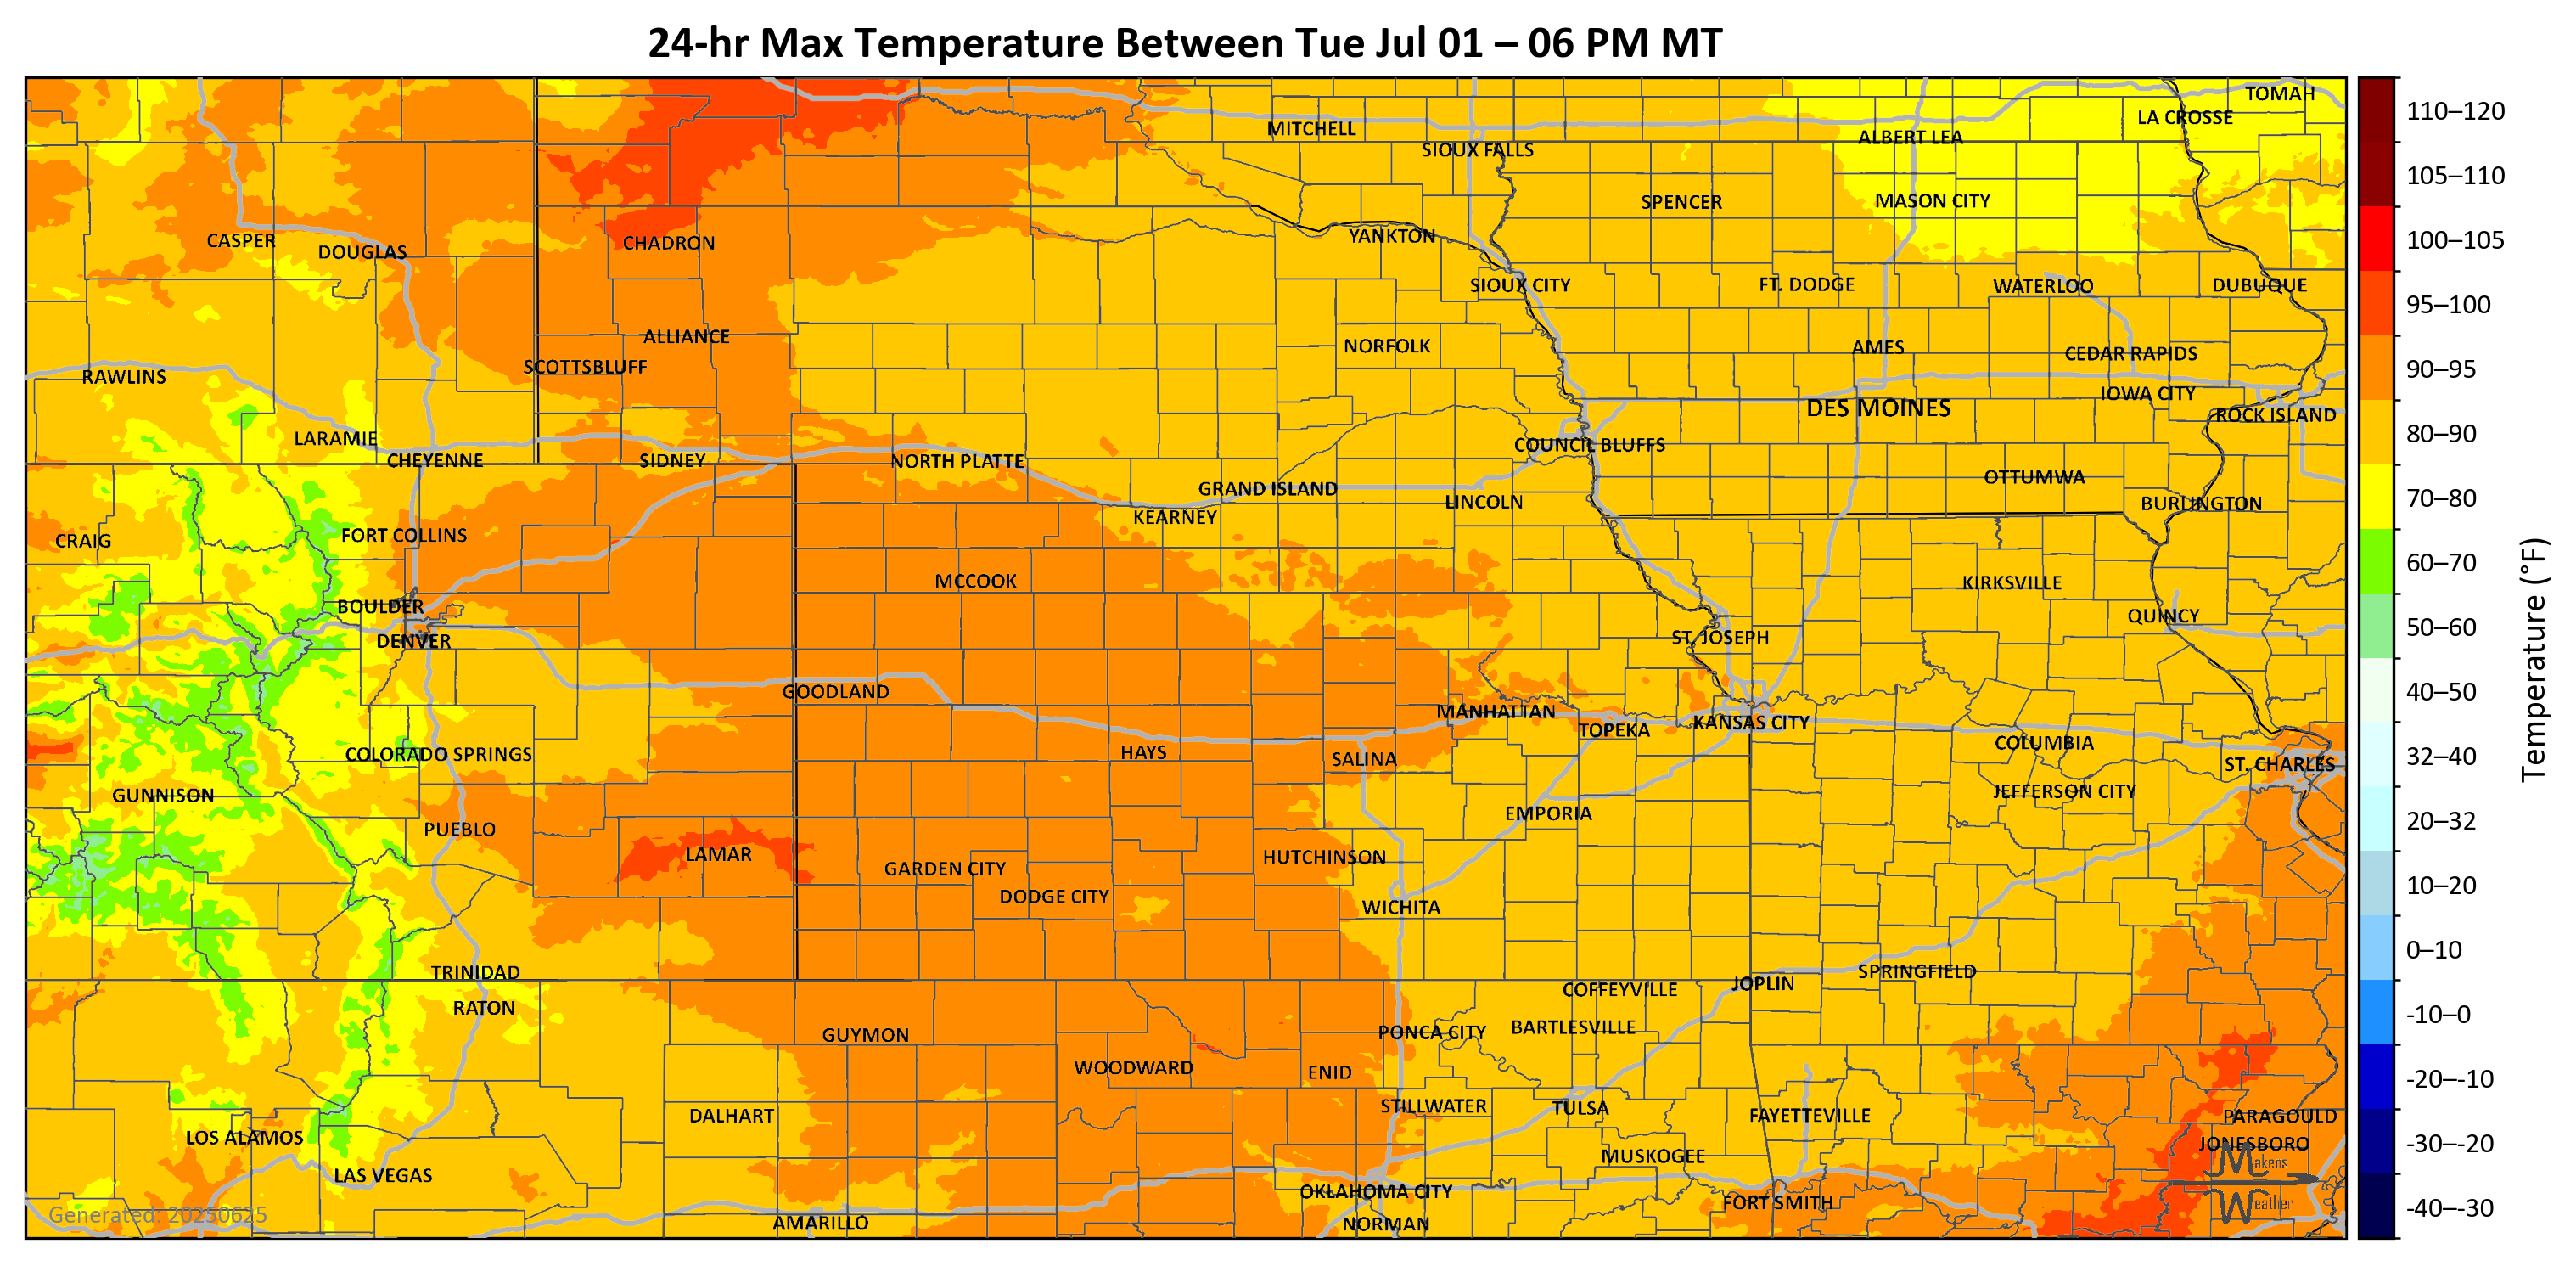 24-hr Max Temperature Between Tue Jul 01 – 06 PM MT
TOMAH
LA CROSSE
MITCHELL
ALBERT LEA
SIOUX FALLS
SPENCER
MASON CITY
CASPER
DOUGLAS
CHADRON
YANKTON
SIOUX CITY
FT. DODGE
WATERLOO
DUBUQUE
ALLIANCE
NORFOLK
AMES
CEDAR RAPIDS
SCOTTSBLUFF
RAWLINS
IOWA CITY
DES MOINES
ROCK ISLAND
LARAMIE
COUNCIL BLUFFS
CHEYENNE
SIDNEY
NORTH PLATTE
OTTUMWA
GRAND ISLAND
LINCOLN
BURLINGTON
KEARNEY
CRAIG
FORT COLLINS
MCCOOK
KIRKSVILLE
BOULDER
QUINCY
DENVER
ST. JOSEPH
GOODLAND
MANHATTAN
TOPEKA
KANSAS CITY
COLORADO SPRINGS
HAYS
SALINA
COLUMBIA
ST. CHARLES
GUNNISON
JEFFERSON CITY
PUEBLO
EMPORIA
LAMAR
GARDEN CITY
HUTCHINSON
DODGE CITY
WICHITA
TRINIDAD
SPRINGFIELD
JOPLIN
COFFEYVILLE
RATON
GUYMON
PONCA CITY
BARTLESVILLE
WOODWARD
ENID
DALHART
STILLWATER
TULSA
FAYETTEVILLE
PARAGOULD
LOS ALAMOS
JONESBORO
LAS VEGAS
MUSKOGEE
OKLAHOMA CITY
FORT SMITH
AMARILLO
NORMAN
Makens
Weather
Generated: 20250625
110–120
105–110
100–105
95–100
90–95
80–90
70–80
60–70
50–60
40–50
32–40
20–32
10–20
0–10
-10–0
-20–-10
-30–-20
-40–-30
Temperature (°F)